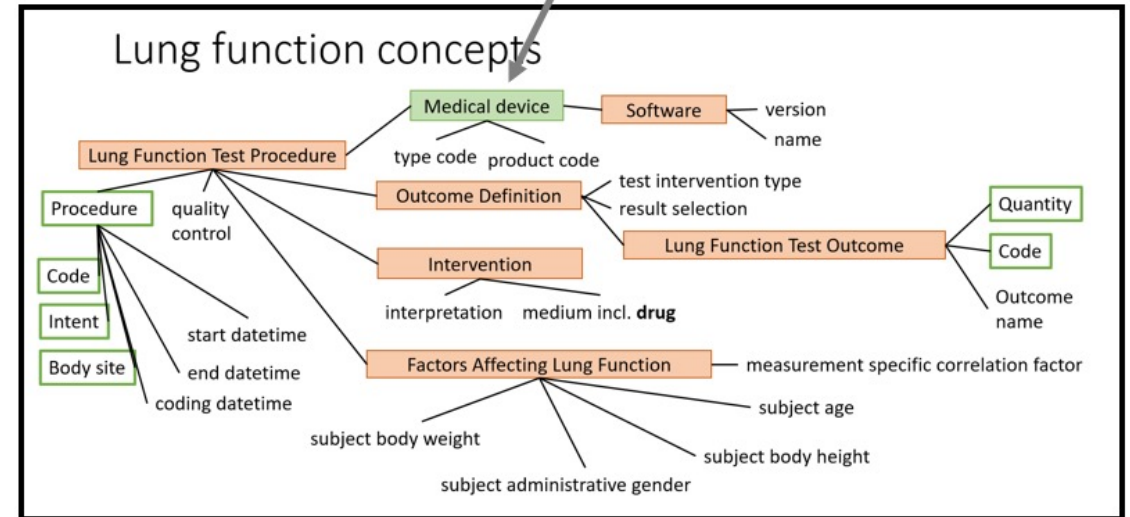 Lung function concepts
Medical device
Software
version
name
type code
product code
Lung Function Test Procedure
Outcome Definition
test intervention type
result selection
Procedure
quality
control
Quantity
Lung Function Test Outcome
Code
Outcome
name
Intervention
interpretation
medium incl. drug
Code
Intent
Body site
start datetime
end datetime
coding datetime
Factors Affecting Lung Function
measurement specific correlation factor
subject age
subject body weight
subject body height
subject administrative gender